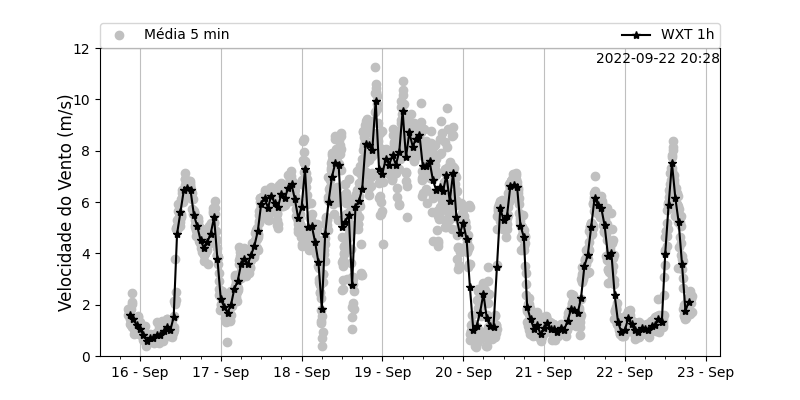 Média 5 min
WXT 1h
2022-09-22 20:28
Velocidade do Vento (m/s)
12
10
8
6
4
2
0
16 - Sep
17 - Sep
18 - Sep
19 - Sep
20 - Sep
21 - Sep
22 - Sep
23 - Sep